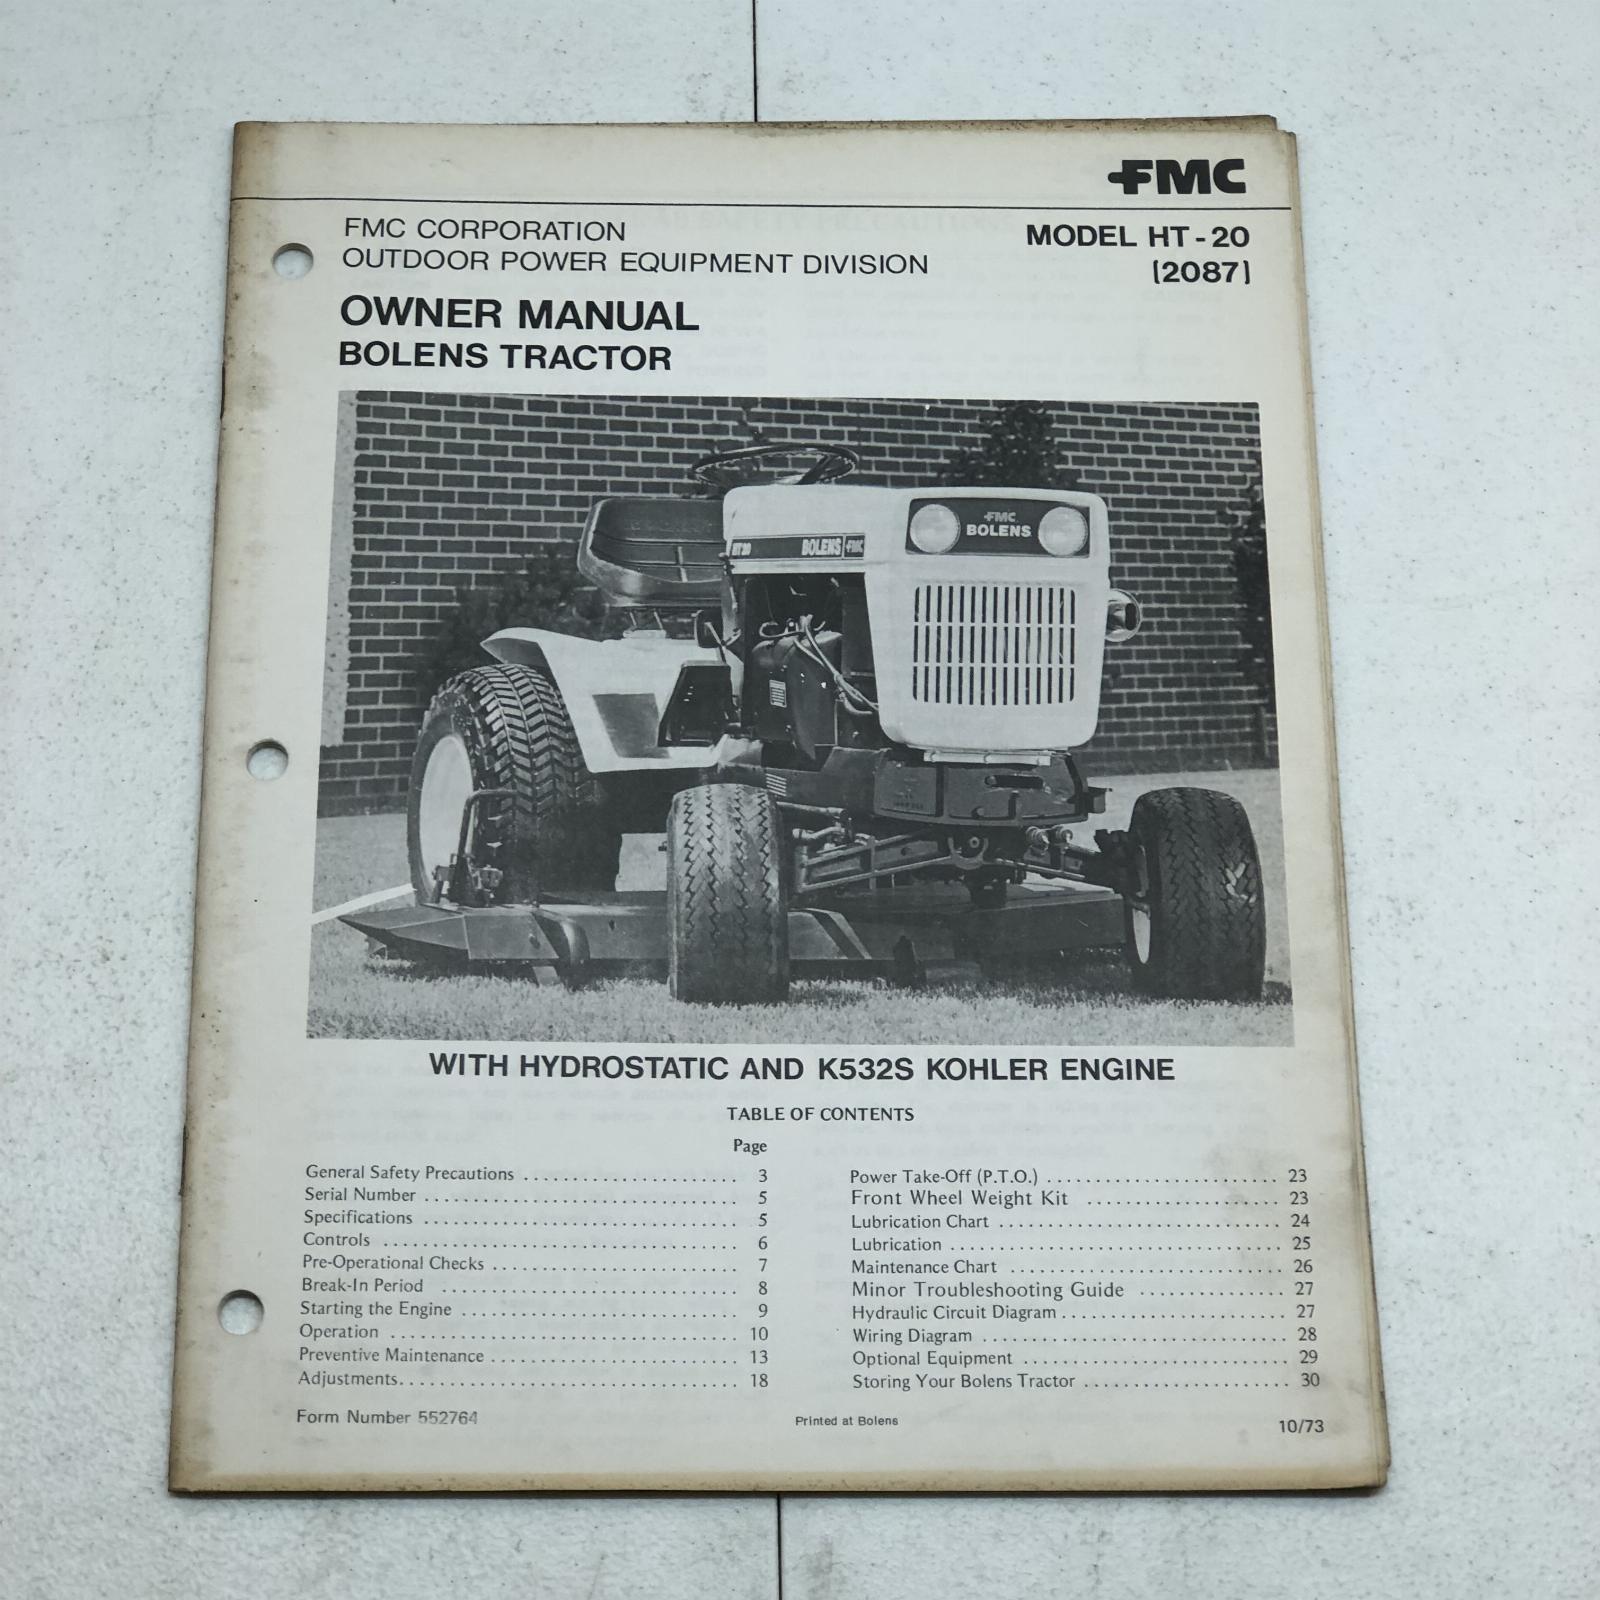 FMC
FMC CORPORATION
OUTDOOR POWER EQUIPMENT DIVISION
MODEL HT-20
(2087)
OWNER MANUAL
BOLENS TRACTOR
FMC
BOLENS
HT20 BOLENS FMC
WITH HYDROSTATIC AND K532S KOHLER ENGINE
TABLE OF CONTENTS
Page
General Safety Precautions ...................... 3
Serial Number ................................ 5
Specifications ................................ 5
Controls .................................... 6
Pre-Operational Checks ......................... 7
Break-In Period .............................. 8
Starting the Engine ............................ 9
Operation ................................... 10
Preventive Maintenance ......................... 13
Adjustments.................................. 18
Power Take-Off (P.T.O.) ........................ 23
Front Wheel Weight Kit .................... 23
Lubrication Chart ............................. 24
Lubrication .................................. 25
Maintenance Chart ............................ 26
Minor Troubleshooting Guide ............... 27
Hydraulic Circuit Diagram ....................... 27
Wiring Diagram ............................... 28
Optional Equipment ........................... 29
Storing Your Bolens Tractor ..................... 30
Form Number 552764
Printed at Bolens
10/73